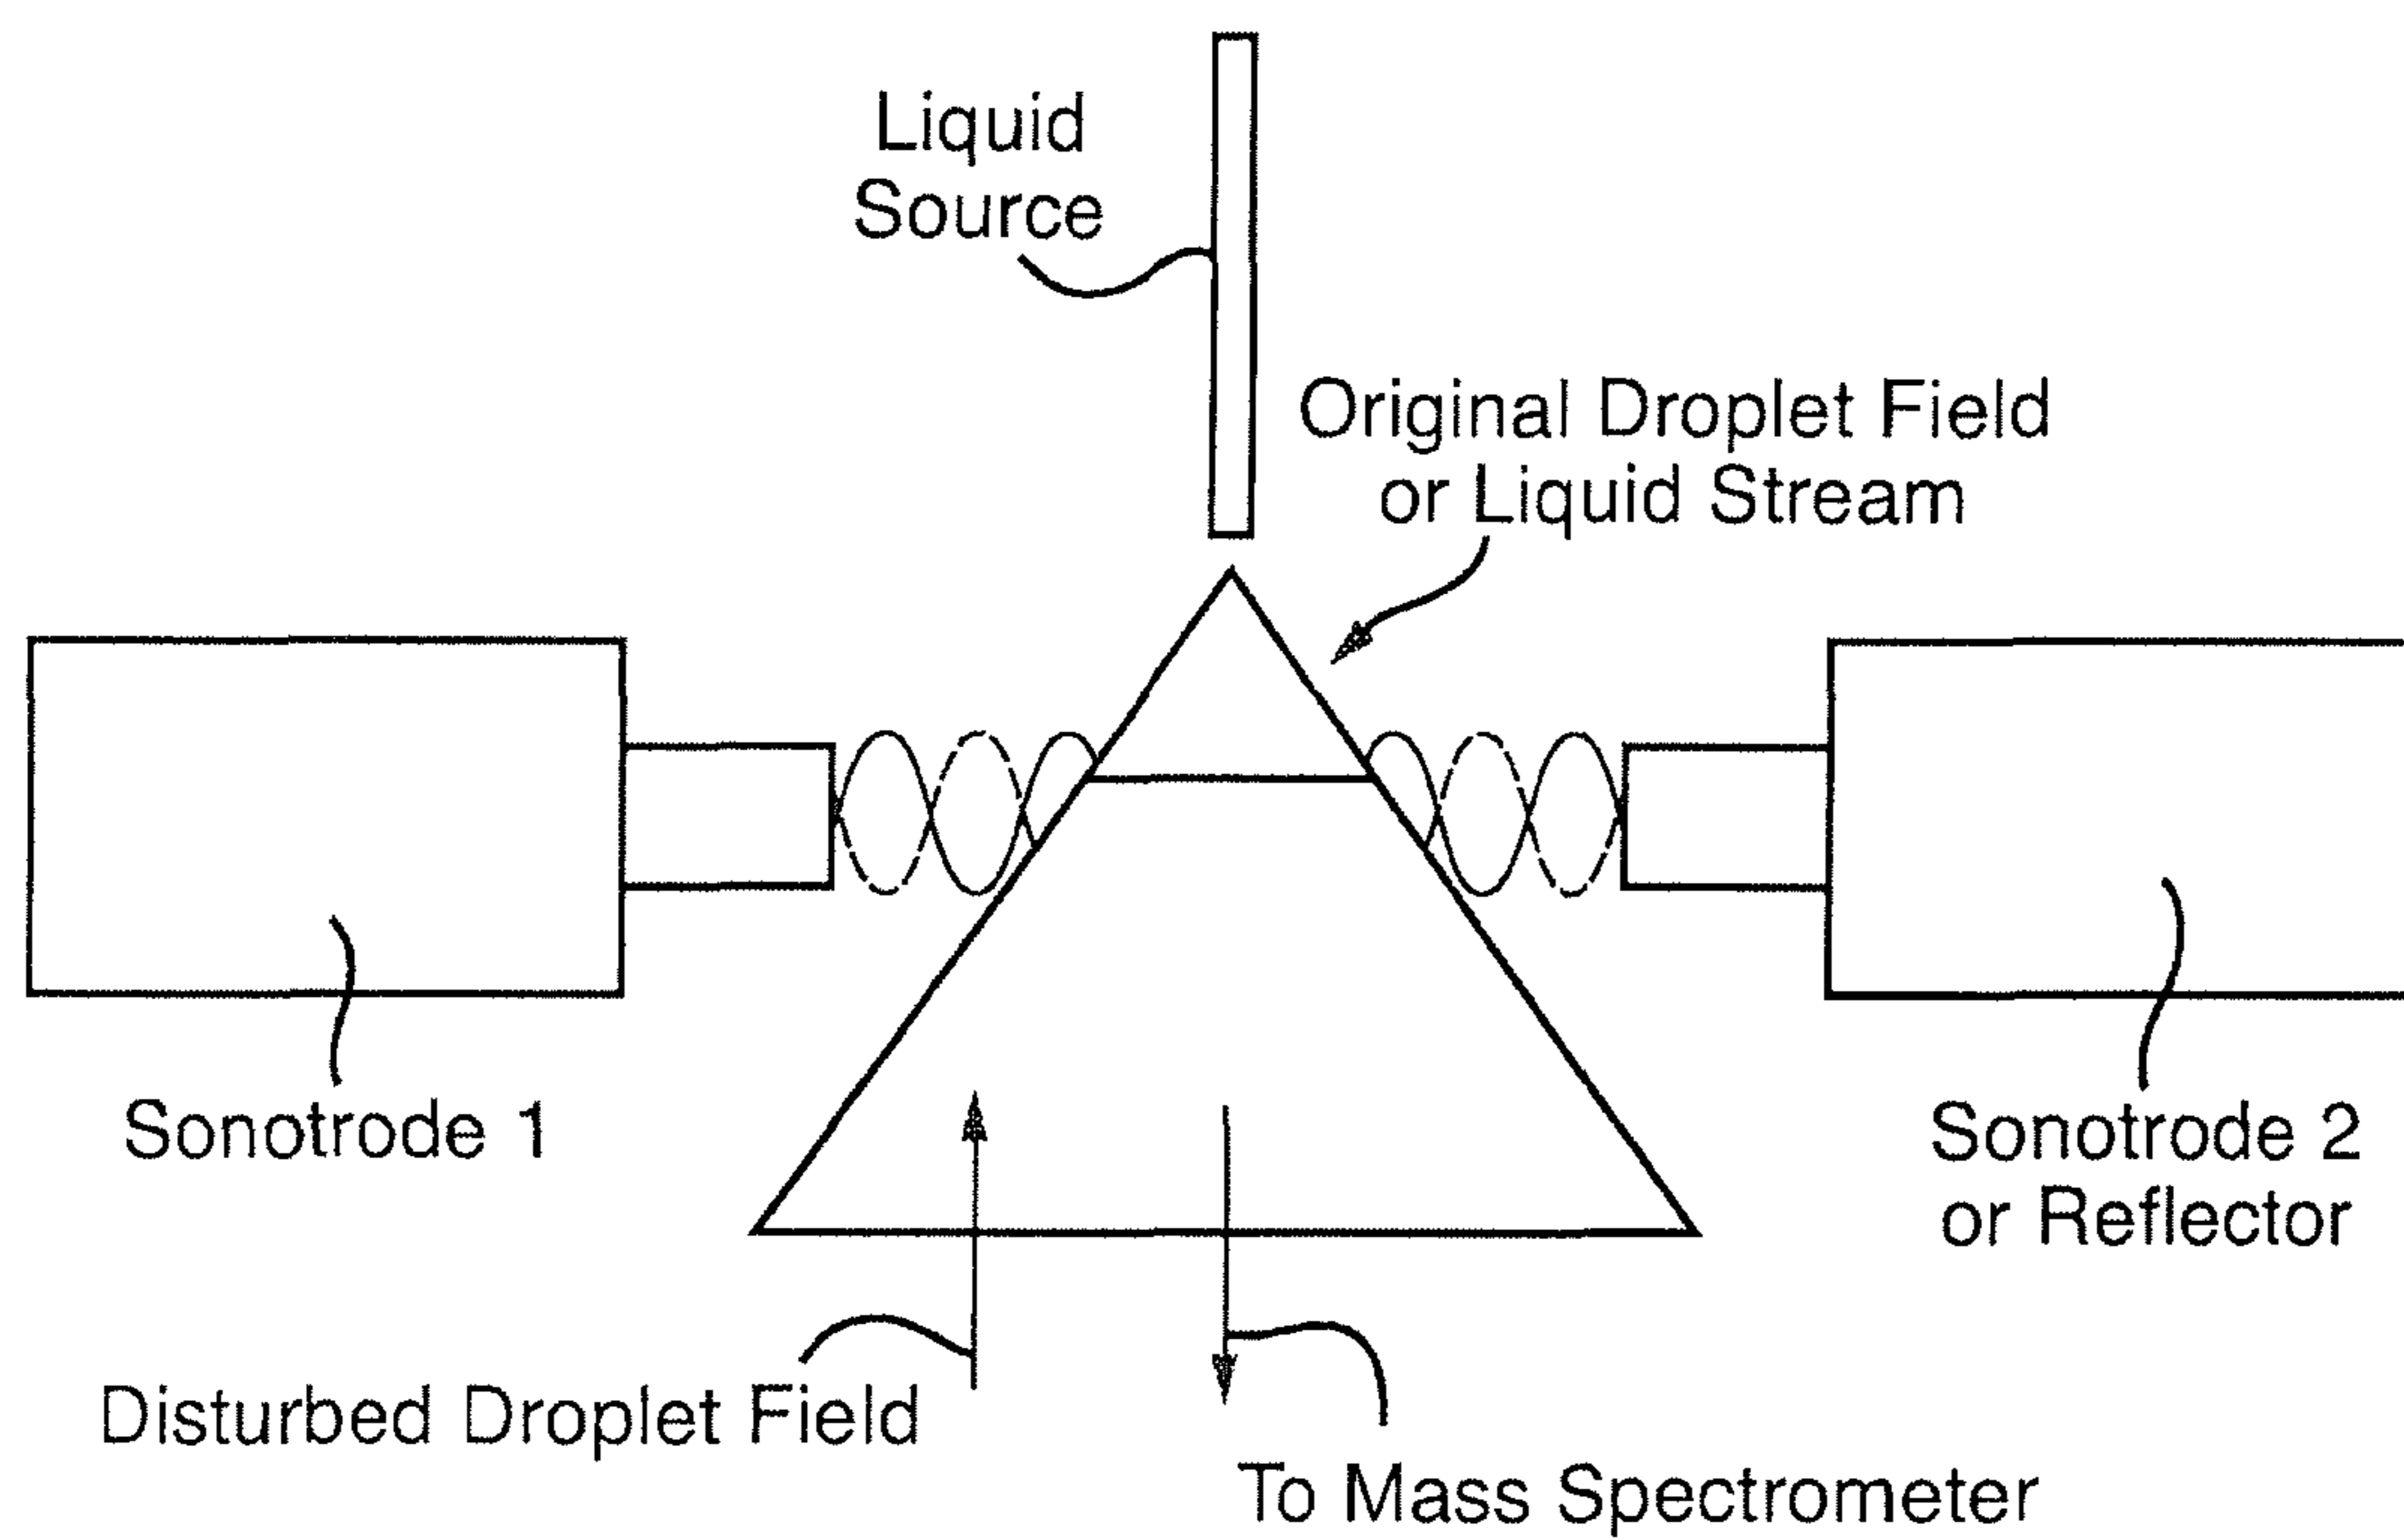 Liquid
Source
Original Droplet Field
or Liquid Stream
Sonotrode 1
Sonotrode 2
or Reflector
Disturbed Droplet Field
To Mass Spectrometer